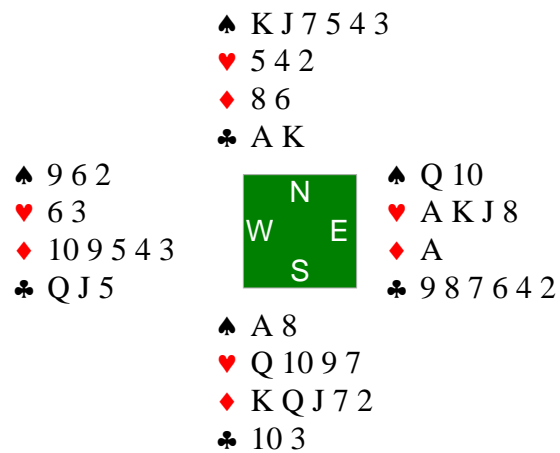 ♠ K J 7 5 4 3
♥ 5 4 2
♦ 8 6
♣ A K
♠ 9 6 2
♥ 6 3
♦ 10 9 5 4 3
♣ Q J 5
N
W E
S
♠ Q 10
♥ A K J 8
♦ A
♣ 9 8 7 6 4 2
♠ A 8
♥ Q 10 9 7
♦ K Q J 7 2
♣ 10 3